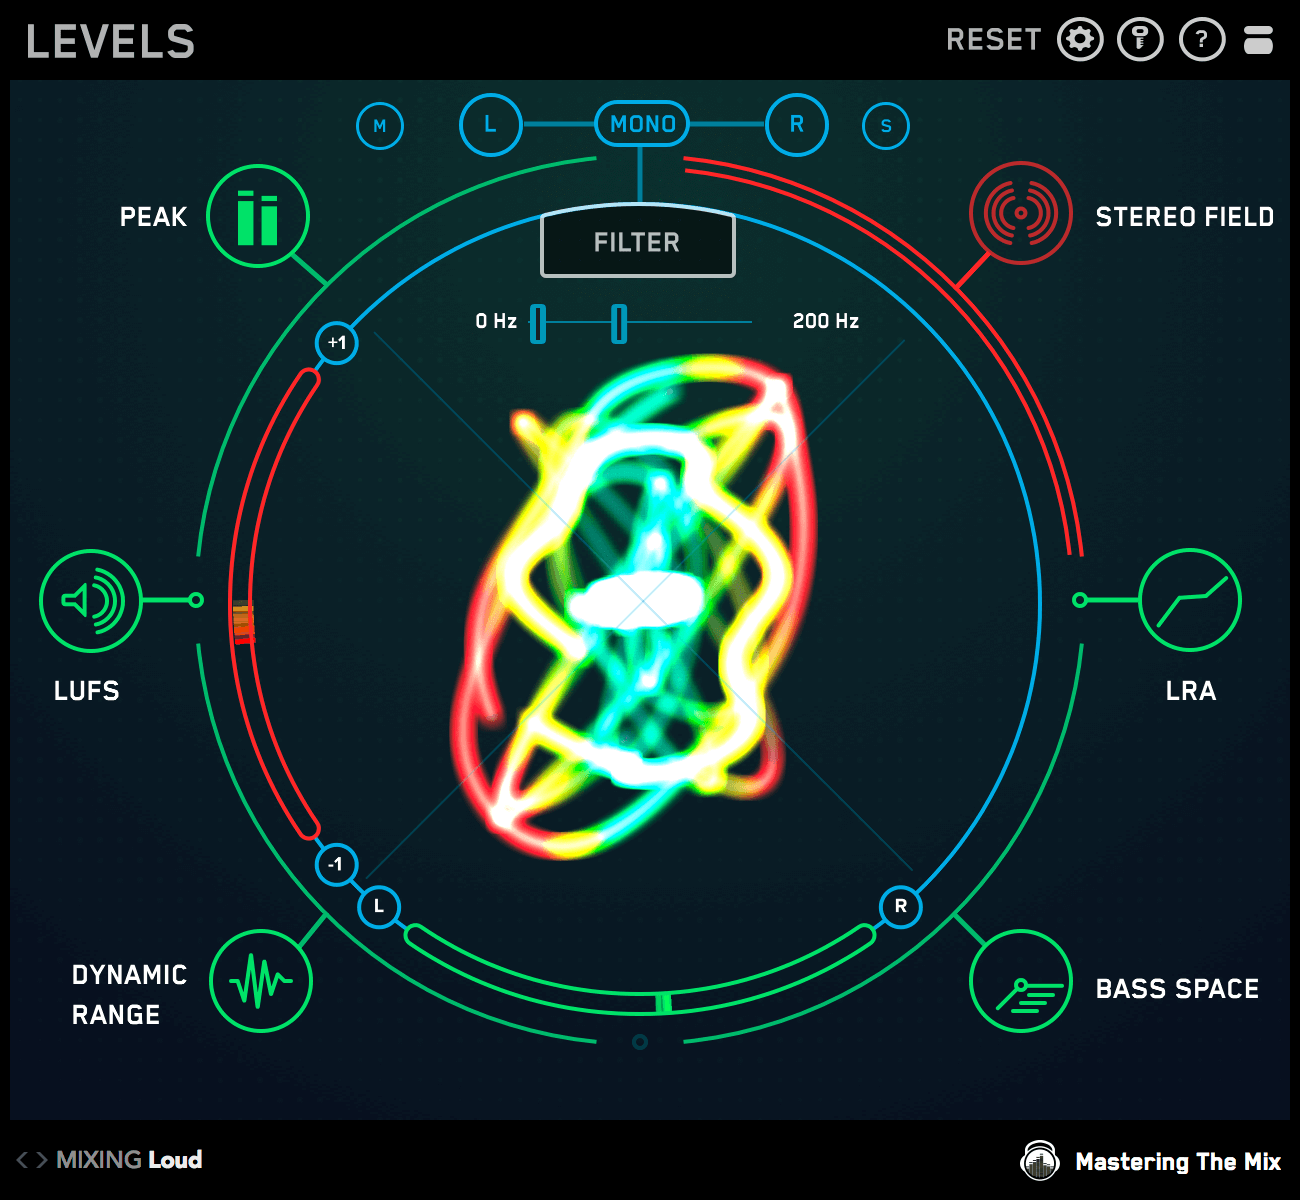 LEVELS
RESET
?
M
L
MONO
R
S
PEAK
STEREO FIELD
FILTER
0 Hz
200 Hz
+1
LUFS
LRA
-1
L
R
DYNAMIC
RANGE
BASS SPACE
< > MIXING Loud
Mastering The Mix